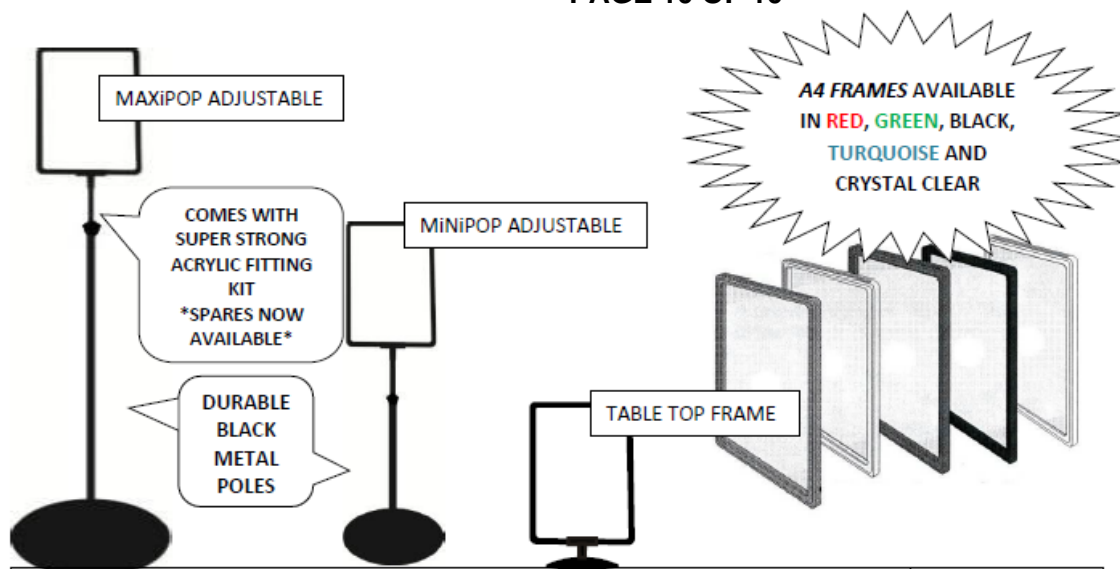 MAXiPOP ADJUSTABLE
COMES WITH
SUPER STRONG
ACRYLIC FITTING
KIT
*SPARES NOW
AVAILABLE*
MiNiPOP ADJUSTABLE
DURABLE
BLACK
METAL
POLES
TABLE TOP FRAME
A4 FRAMES AVAILABLE
IN RED, GREEN, BLACK,
TURQUOISE AND
CRYSTAL CLEAR